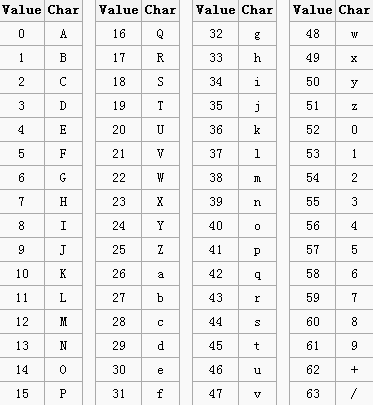 Value Char Value Char Value Char Value Char
0 A 16 Q 32 g 48 w
1 B 17 R 33 h 49 x
2 C 18 S 34 i 50 y
3 D 19 T 35 j 51 z
4 E 20 U 36 k 52 0
5 F 21 V 37 l 53 1
6 G 22 W 38 m 54 2
7 H 23 X 39 n 55 3
8 I 24 Y 40 o 56 4
9 J 25 Z 41 p 57 5
10 K 26 a 42 q 58 6
11 L 27 b 43 r 59 7
12 M 28 c 44 s 60 8
13 N 29 d 45 t 61 9
14 O 30 e 46 u 62 +
15 P 31 f 47 v 63 /